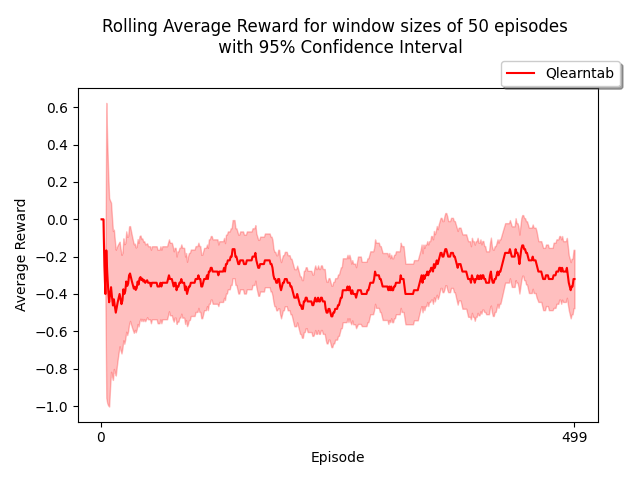 Rolling Average Reward for window sizes of 50 episodes
with 95% Confidence Interval
Qlearntab
0.6
0.4
0.2
0.0
−0.2
−0.4
−0.6
−0.8
−1.0
Average Reward
0
499
Episode